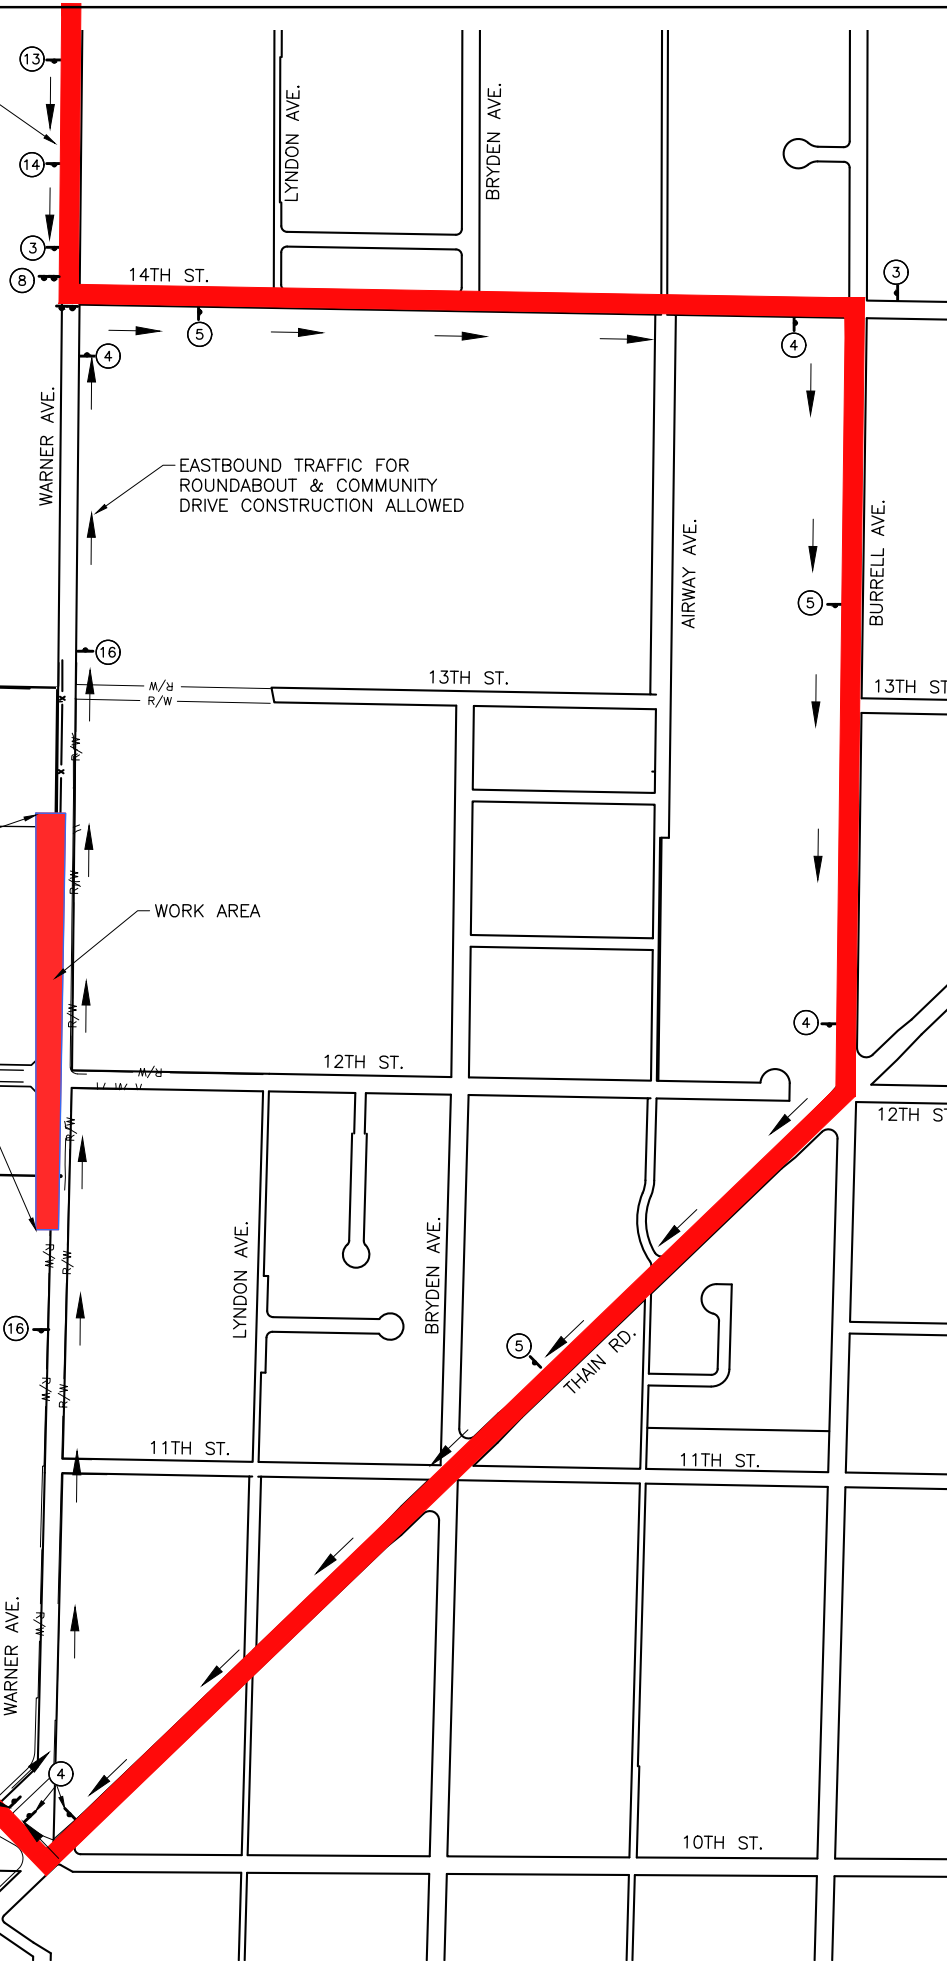 13
LYNDON AVE.
BRYDEN AVE.
14
3
8
14TH ST.
3
5
4
4
WARNER AVE.
EASTBOUND TRAFFIC FOR
ROUNDABOUT & COMMUNITY
DRIVE CONSTRUCTION ALLOWED
AIRWAY AVE.
BURRELL AVE.
5
16
13TH ST.
13TH ST
R/W
R/W
R/W
R/W
WORK AREA
R/W
4
12TH ST.
R/W
12TH ST
R/W
LYNDON AVE.
BRYDEN AVE.
R/W
R/W
16
5
THAIN RD.
R/W
R/W
11TH ST.
11TH ST.
WARNER AVE.
R/W
4
10TH ST.